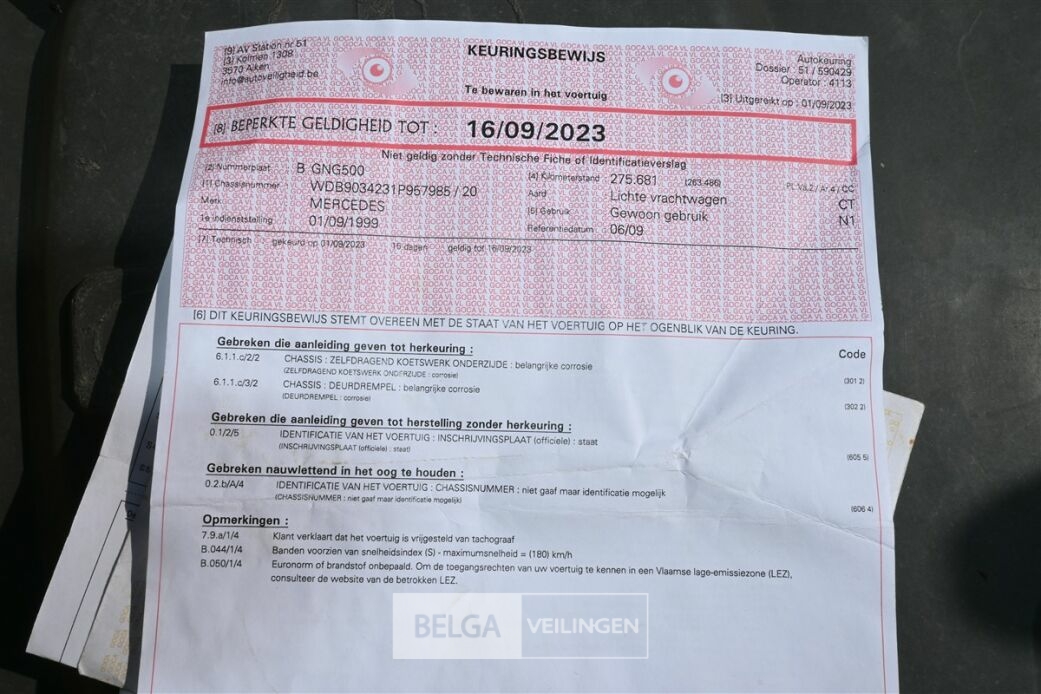 [9] AV Station nr 51
[3] Kolmen 1308
3570 Alken
info@autoveiligheid.be
KEURINGSBEWIJS
Te bewaren in het voertuig
Autokeuring
Dossier : 51 / 590429
Operator : 4113
[3] Uitgereikt op : 01/09/2023
[8] BEPERKTE GELDIGHEID TOT : 16/09/2023
Niet geldig zonder Technische Fiche of Identificatieverslag
[2] Nummerplaat : B GNG500
[1] Chassisnummer : WDB9034231P957985 / 20
Merk : MERCEDES
1e indienststelling : 01/09/1999
[4] Kilometerstand : 275.681 (263.486)
Aard : Lichte vrachtwagen
[5] Gebruik : Gewoon gebruik
Referentiedatum : 06/09
CC
CT
N1
[7] Technisch gekeurd op 01/09/2023 16 dagen geldig tot 16/09/2023
[6] DIT KEURINGSBEWIJS STEMT OVEREEN MET DE STAAT VAN HET VOERTUIG OP HET OGENBLIK VAN DE KEURING.
Gebreken die aanleiding geven tot herkeuring : Code
6.1.1.c/2/2 CHASSIS : ZELFDRAGEND KOETSWERK ONDERZIJDE : belangrijke corrosie (301 2)
(ZELFDRAGEND KOETSWERK ONDERZIJDE : corrosie)
6.1.1.c/3/2 CHASSIS : DEURDREMPEL : belangrijke corrosie (302 2)
(DEURDREMPEL : corrosie)
Gebreken die aanleiding geven tot herstelling zonder herkeuring :
0.1/2/5 IDENTIFICATIE VAN HET VOERTUIG : INSCHRIJVINGSPLAAT (officiele) : staat (605 5)
(INSCHRIJVINGSPLAAT (officiele) : staat)
Gebreken nauwlettend in het oog te houden :
0.2.b/A/4 IDENTIFICATIE VAN HET VOERTUIG : CHASSISNUMMER : niet gaaf maar identificatie mogelijk (606 4)
(CHASSISNUMMER : niet gaaf maar identificatie mogelijk)
Opmerkingen :
7.9.a/1/4 Klant verklaart dat het voertuig is vrijgesteld van tachograaf
B.044/1/4 Banden voorzien van snelheidsindex (S) - maximumsnelheid = (180) km/h
B.050/1/4 Euronorm of brandstof onbepaald. Om de toegangsrechten van uw voertuig te kennen in een Vlaamse lage-emissiezone (LEZ),
consulteer de website van de betrokken LEZ.
BELGA VEILINGEN